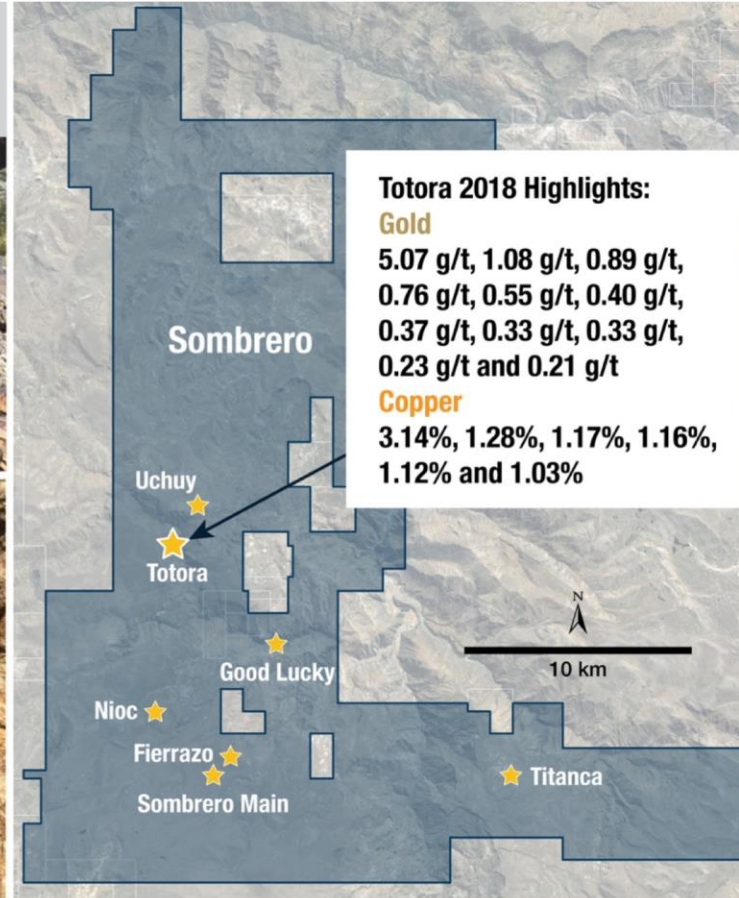 Totora 2018 Highlights:
Gold
5.07 g/t, 1.08 g/t, 0.89 g/t,
0.76 g/t, 0.55 g/t, 0.40 g/t,
0.37 g/t, 0.33 g/t, 0.33 g/t,
0.23 g/t and 0.21 g/t
Copper
3.14%, 1.28%, 1.17%, 1.16%,
1.12% and 1.03%
Sombrero
Uchuy
Totora
N
10 km
Good Lucky
Nioc
Fierrazo
Sombrero Main
Titanca